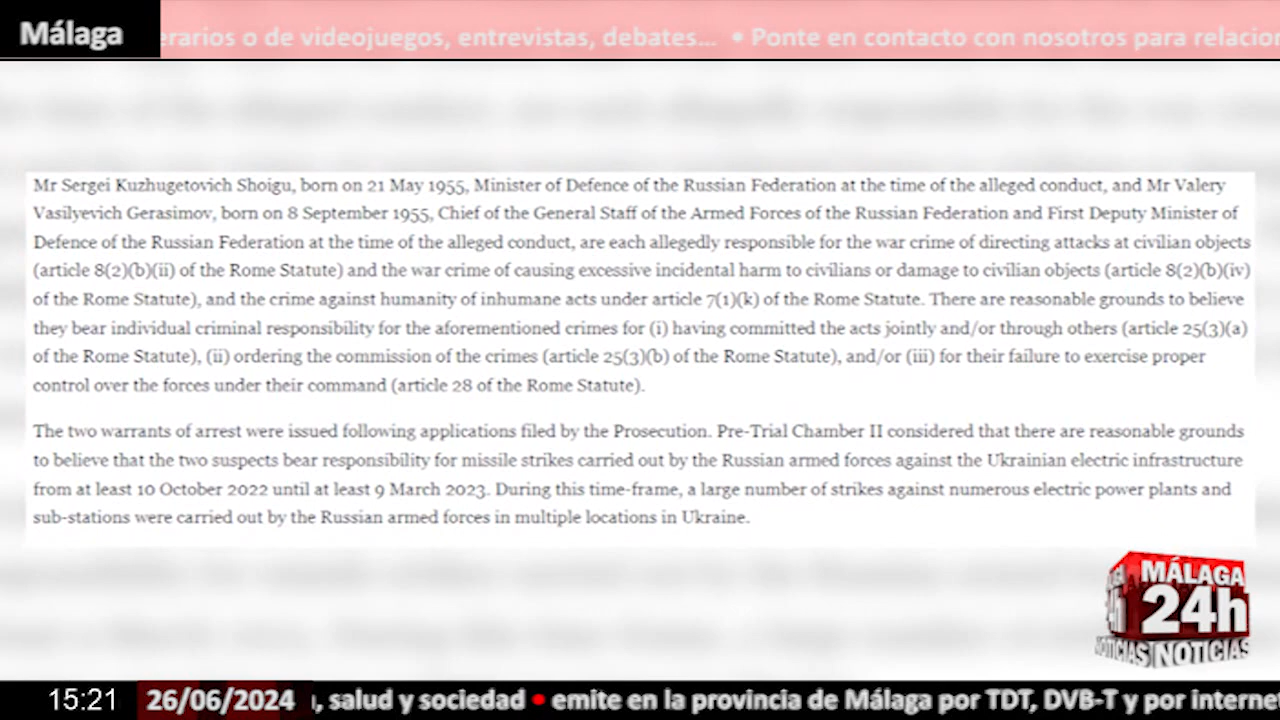 Málaga
erarios o de videojuegos, entrevistas, debates... • Ponte en contacto con nosotros para relacion
Mr Sergei Kuzhugetovich Shoigu, born on 21 May 1955, Minister of Defence of the Russian Federation at the time of the alleged conduct, and Mr Valery
Vasilyevich Gerasimov, born on 8 September 1955, Chief of the General Staff of the Armed Forces of the Russian Federation and First Deputy Minister of
Defence of the Russian Federation at the time of the alleged conduct, are each allegedly responsible for the war crime of directing attacks at civilian objects
(article 8(2)(b)(ii) of the Rome Statute) and the war crime of causing excessive incidental harm to civilians or damage to civilian objects (article 8(2)(b)(iv)
of the Rome Statute), and the crime against humanity of inhumane acts under article 7(1)(k) of the Rome Statute. There are reasonable grounds to believe
they bear individual criminal responsibility for the aforementioned crimes for (i) having committed the acts jointly and/or through others (article 25(3)(a)
of the Rome Statute), (ii) ordering the commission of the crimes (article 25(3)(b) of the Rome Statute), and/or (iii) for their failure to exercise proper
control over the forces under their command (article 28 of the Rome Statute).
The two warrants of arrest were issued following applications filed by the Prosecution. Pre-Trial Chamber II considered that there are reasonable grounds
to believe that the two suspects bear responsibility for missile strikes carried out by the Russian armed forces against the Ukrainian electric infrastructure
from at least 10 October 2022 until at least 9 March 2023. During this time-frame, a large number of strikes against numerous electric power plants and
sub-stations were carried out by the Russian armed forces in multiple locations in Ukraine.
MÁLAGA
24h
NOTICIAS
15:21 26/06/2024 , salud y sociedad • emite en la provincia de Málaga por TDT, DVB-T y por interne